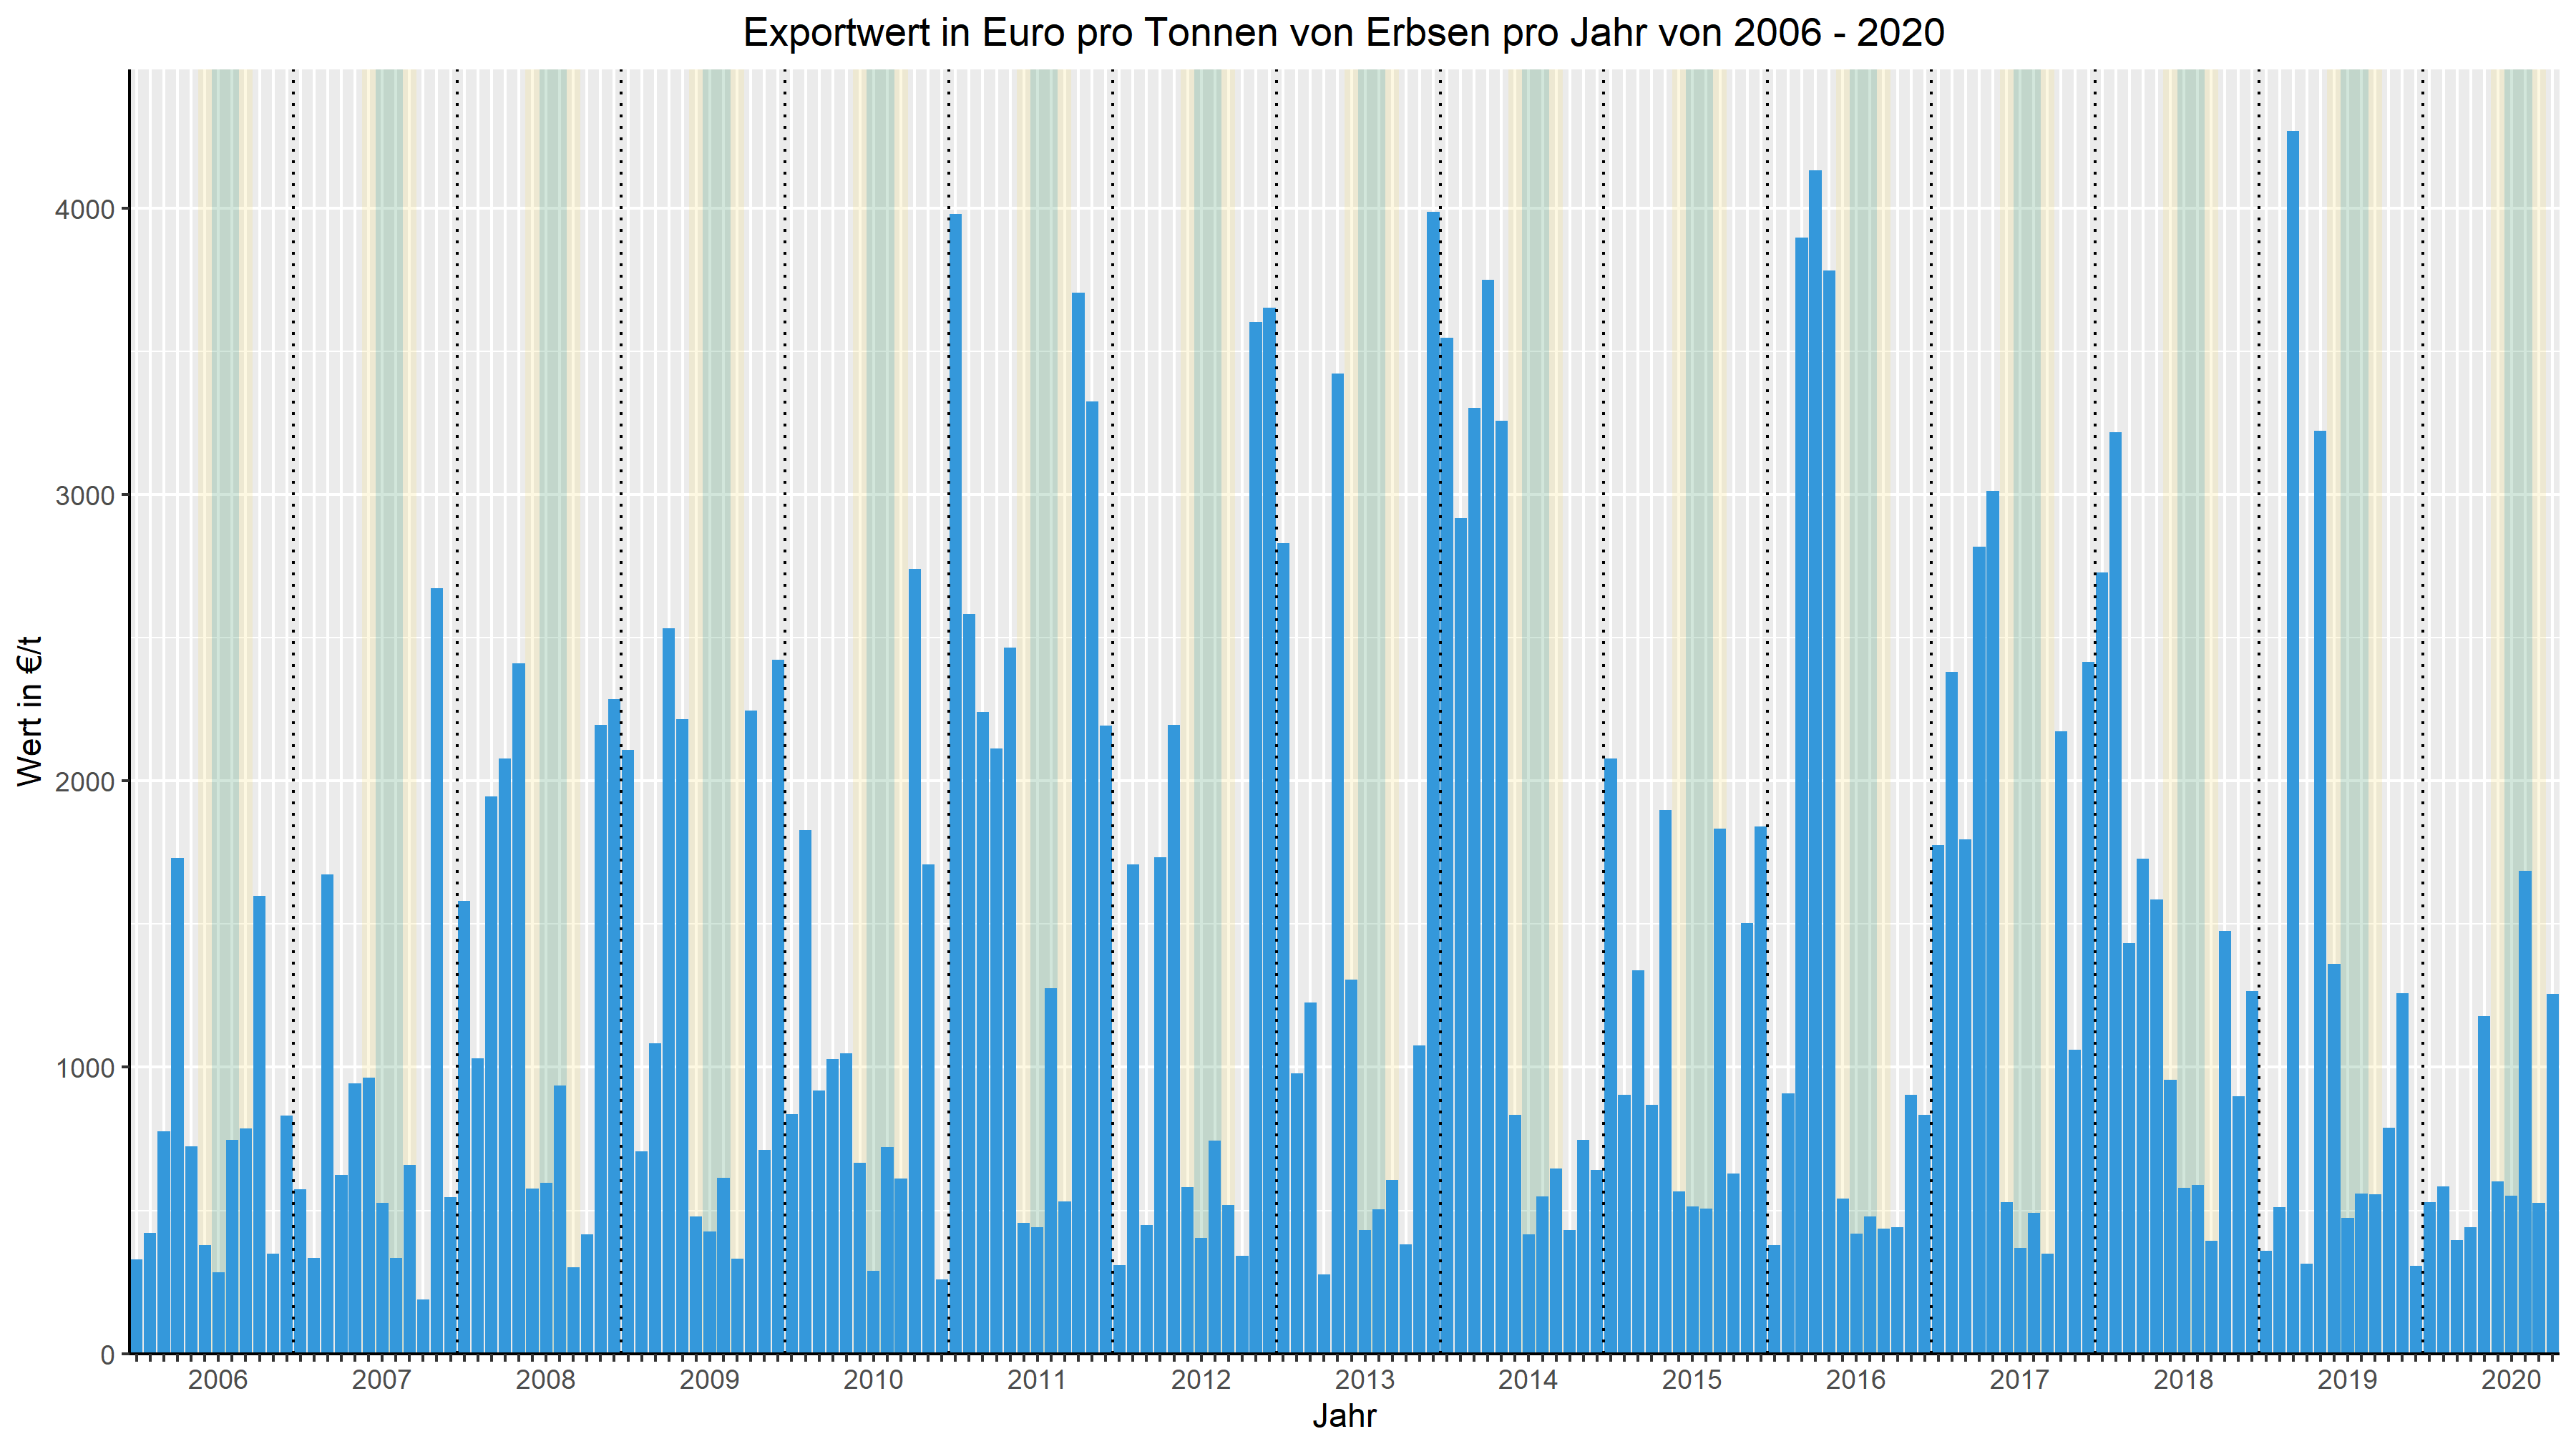 Exportwert in Euro pro Tonnen von Erbsen pro Jahr von 2006 - 2020
Wert in €/t
4000
3000
2000
1000
0
2006 2007 2008 2009 2010 2011 2012 2013 2014 2015 2016 2017 2018 2019 2020
Jahr